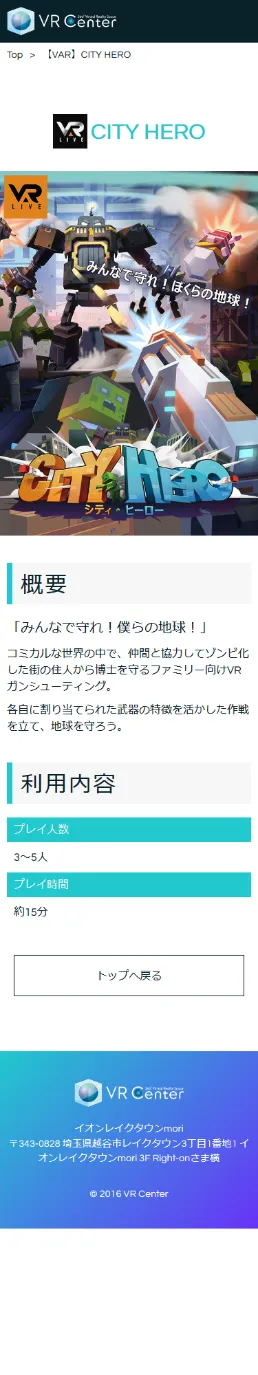 VR Center
Top > 【VAR】CITY HERO
VAR LIVE CITY HERO
VAR LIVE
みんなで守れ！ぼくらの地球！
CITY HERO
シティ・ヒーロー
概要
「みんなで守れ！僕らの地球！」
コミカルな世界の中で、仲間と協力してゾンビ化
した街の住人から博士を守るファミリー向けVR
ガンシューティング。
各自に割り当てられた武器の特徴を活かした作戦
を立て、地球を守ろう。
利用内容
プレイ人数
3〜5人
プレイ時間
約15分
トップへ戻る
VR Center
イオンレイクタウンmori
〒343-0828 埼玉県越谷市レイクタウン3丁目1番地1 イ
オンレイクタウンmori 3F Right-onさま横
© 2016 VR Center